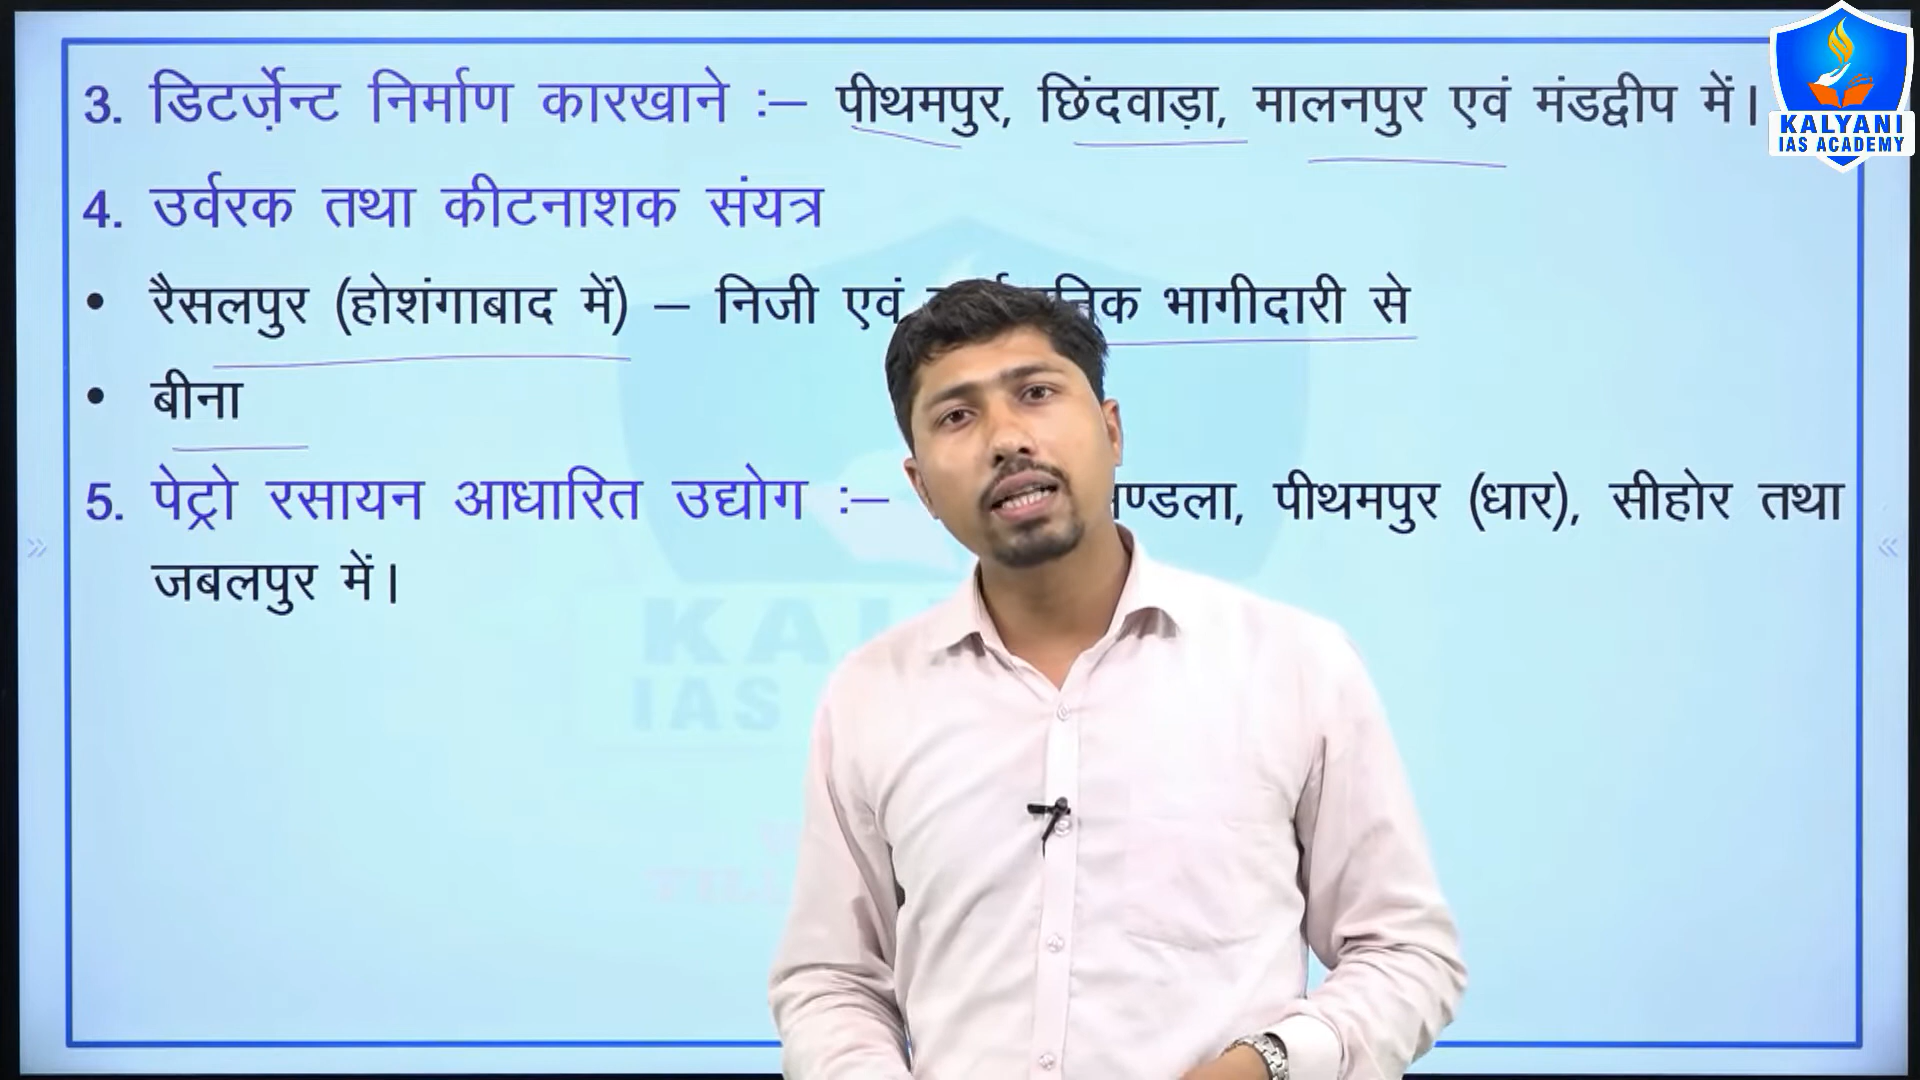 3. डिटर्जेन्ट निर्माण कारखाने :– पीथमपुर, छिंदवाड़ा, मालनपुर एवं मंडद्वीप में।
KALYANI
IAS ACADEMY
4. उर्वरक तथा कीटनाशक संयत्र
• रैसलपुर (होशंगाबाद में) – निजी एवं भागीदारी से
• बीना
5. पेट्रो रसायन आधारित उद्योग :– पीथमपुर (धार), सीहोर तथा
जबलपुर में।
IAS